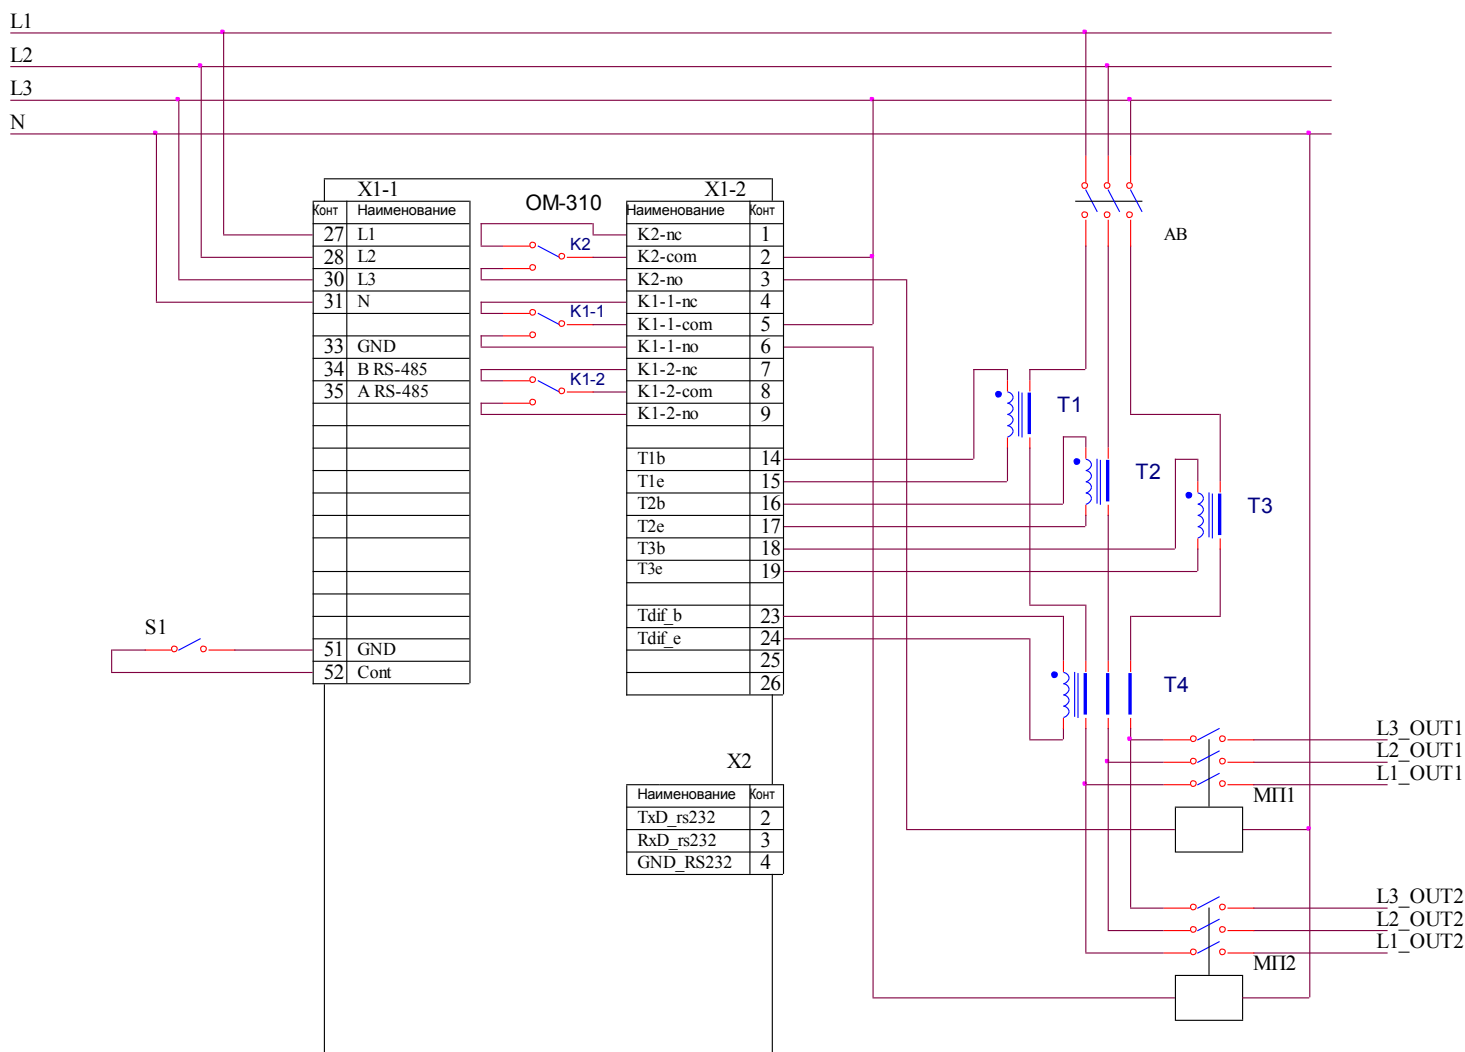 L1
L2
L3
N
X1-1
Конт Наименование
27 L1
28 L2
30 L3
31 N
33 GND
34 B RS-485
35 A RS-485
51 GND
52 Cont
S1
OM-310
K2
K1-1
K1-2
X1-2
Наименование Конт
K2-nc 1
K2-com 2
K2-no 3
K1-1-nc 4
K1-1-com 5
K1-1-no 6
K1-2-nc 7
K1-2-com 8
K1-2-no 9
T1b 14
T1e 15
T2b 16
T2e 17
T3b 18
T3e 19
Tdif_b 23
Tdif_e 24
25
26
X2
Наименование Конт
TxD_rs232 2
RxD_rs232 3
GND_RS232 4
АВ
T1
T2
T3
T4
L3_OUT1
L2_OUT1
L1_OUT1
МП1
L3_OUT2
L2_OUT2
L1_OUT2
МП2